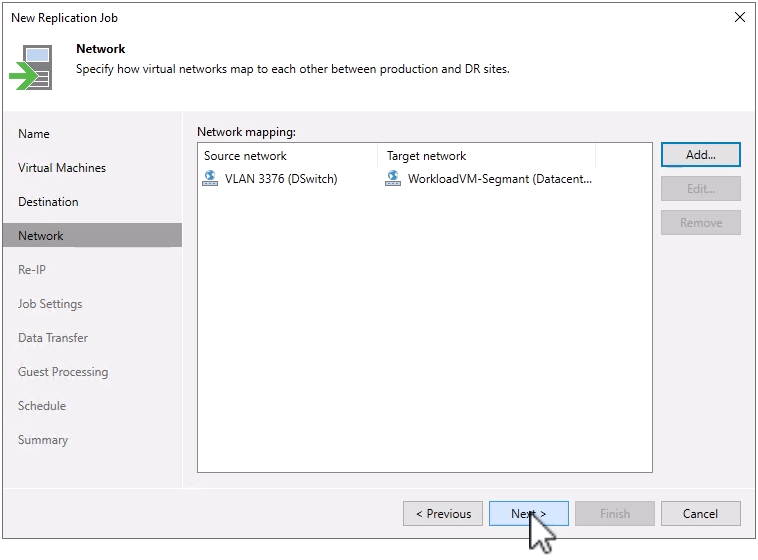 New Replication Job
Network
Specify how virtual networks map to each other between production and DR sites.
Name
Virtual Machines
Destination
Network
Re-IP
Job Settings
Data Transfer
Guest Processing
Schedule
Summary
Network mapping:
Source network Target network
VLAN 3376 (DSwitch) WorkloadVM-Segmant (Datacent...
Add...
Edit...
Remove
< Previous Next > Finish Cancel